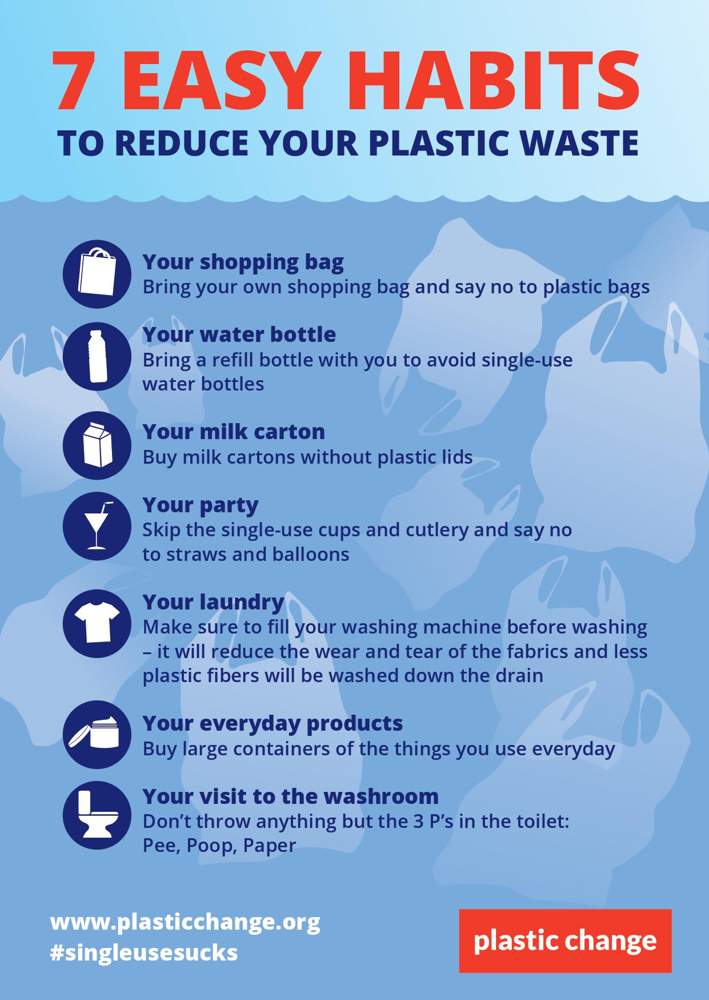 7 EASY HABITS
TO REDUCE YOUR PLASTIC WASTE
Your shopping bag
Bring your own shopping bag and say no to plastic bags
Your water bottle
Bring a refill bottle with you to avoid single-use
water bottles
Your milk carton
Buy milk cartons without plastic lids
Your party
Skip the single-use cups and cutlery and say no
to straws and balloons
Your laundry
Make sure to fill your washing machine before washing
– it will reduce the wear and tear of the fabrics and less
plastic fibers will be washed down the drain
Your everyday products
Buy large containers of the things you use everyday
Your visit to the washroom
Don’t throw anything but the 3 P’s in the toilet:
Pee, Poop, Paper
www.plasticchange.org
#singleusesucks
plastic change